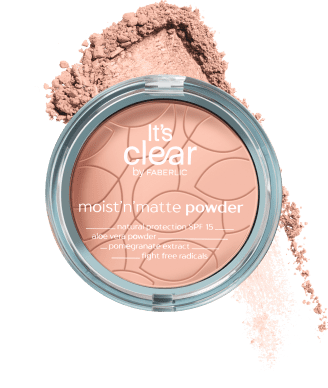 It's
clear
by FABERLIC
moist'n'matte powder
natural protection SPF 15
aloe vera powder
pomegranate extract
fight free radicals